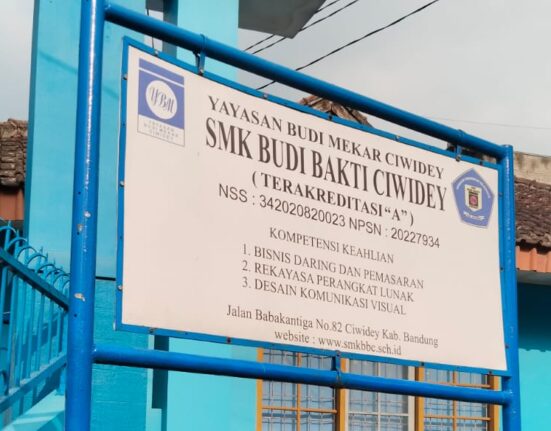 YBM
YAYASAN BUDI MEKAR CIWIDEY
SMK BUDI BAKTI CIWIDEY
( TERAKREDITASI "A" )
NSS : 342020820023 NPSN : 20227934
KOMPETENSI KEAHLIAN
1. BISNIS DARING DAN PEMASARAN
2. REKAYASA PERANGKAT LUNAK
3. DESAIN KOMUNIKASI VISUAL
Jalan Babakantiga No.82 Ciwidey Kab. Bandung
website : www.smkbbc.sch.id